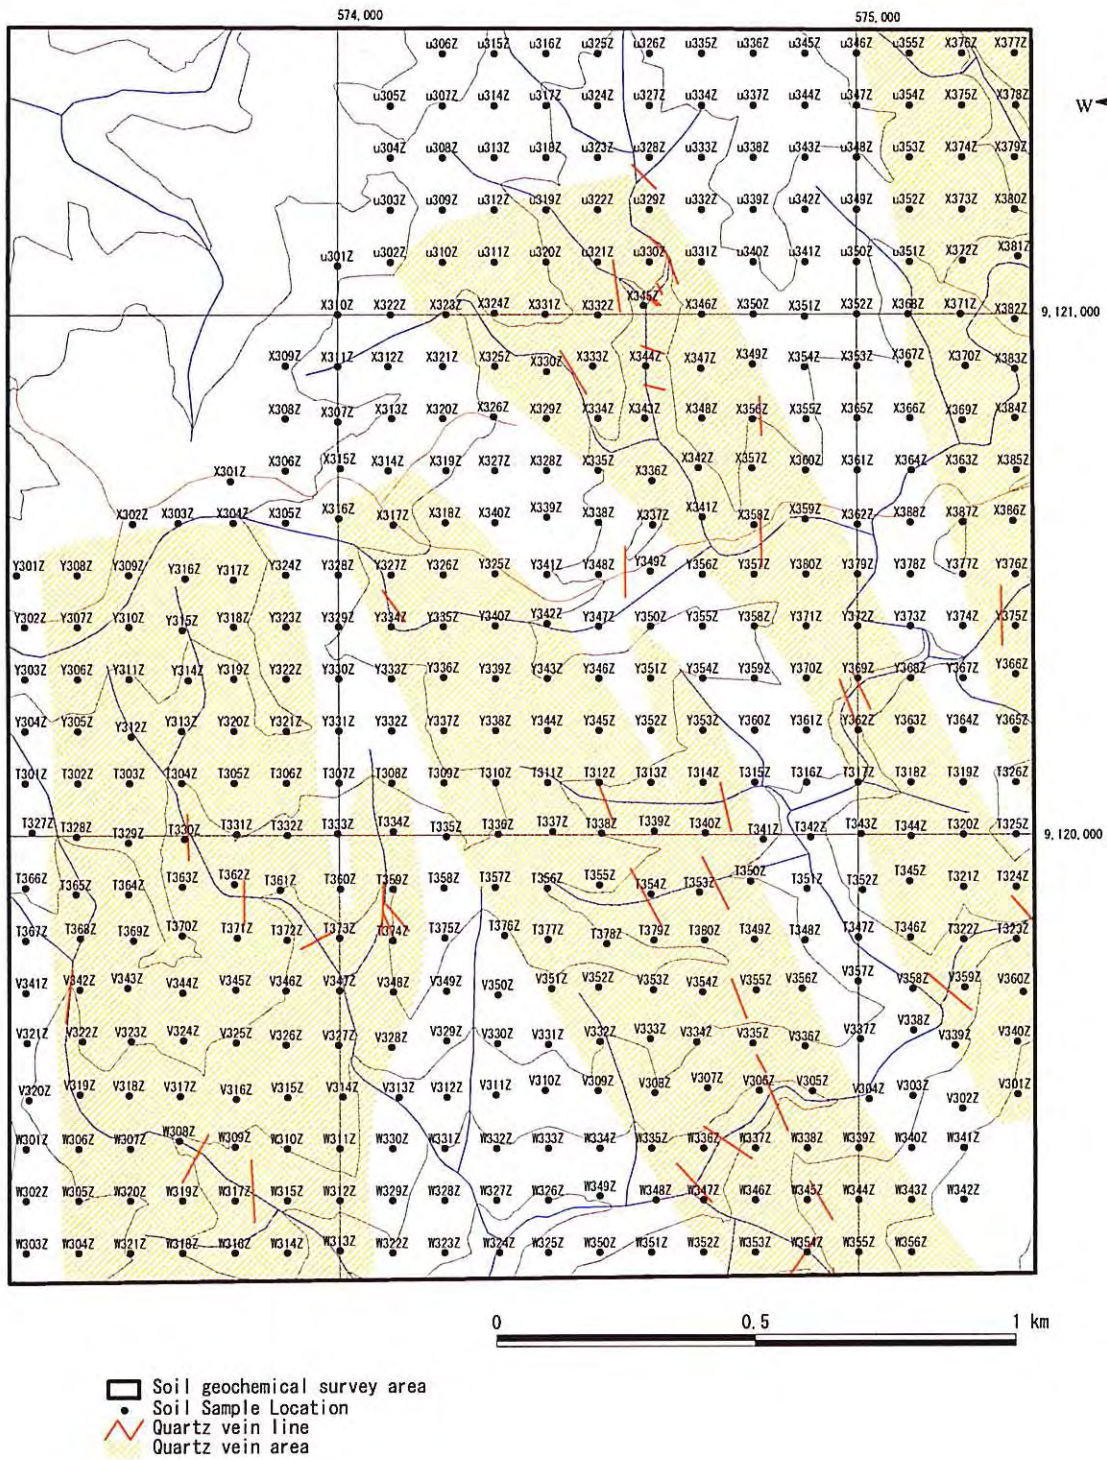 574,000 575,000
u306Z u315Z u316Z u325Z u326Z u335Z u336Z u345Z u346Z u355Z X376Z X377Z
u305Z u307Z u314Z u317Z u324Z u327Z u334Z u337Z u344Z u347Z u354Z X375Z X378Z
W
u304Z u308Z u313Z u318Z u323Z u328Z u333Z u338Z u343Z u348Z u353Z X374Z X379Z
u303Z u309Z u312Z u319Z u322Z u329Z u332Z u339Z u342Z u349Z u352Z X373Z X380Z
u301Z u302Z u310Z u311Z u320Z u321Z u330Z u331Z u340Z u341Z u350Z u351Z X372Z X381Z
X310Z X322Z X323Z X324Z X331Z X332Z X345Z X346Z X350Z X351Z X352Z X368Z X371Z X382Z
9,121,000
X309Z X311Z X312Z X321Z X325Z X330Z X333Z X344Z X347Z X349Z X354Z X353Z X367Z X370Z X383Z
X308Z X307Z X313Z X320Z X326Z X329Z X334Z X343Z X348Z X356Z X355Z X365Z X366Z X369Z X384Z
X301Z X306Z X315Z X314Z X319Z X327Z X328Z X335Z X336Z X342Z X357Z X360Z X361Z X364Z X363Z X385Z
X302Z X303Z X304Z X305Z X316Z X317Z X318Z X340Z X339Z X338Z X337Z X341Z X358Z X359Z X362Z X388Z X387Z X386Z
Y301Z Y308Z Y309Z Y316Z Y317Z Y324Z Y328Z Y327Z Y326Z Y325Z Y341Z Y348Z Y349Z Y356Z Y357Z Y380Z Y379Z Y378Z Y377Z Y376Z
Y302Z Y307Z Y310Z Y315Z Y318Z Y323Z Y329Z Y334Z Y335Z Y340Z Y342Z Y347Z Y350Z Y355Z Y358Z Y371Z Y372Z Y373Z Y374Z Y375Z
Y303Z Y306Z Y311Z Y314Z Y319Z Y322Z Y330Z Y333Z Y336Z Y339Z Y343Z Y346Z Y351Z Y354Z Y359Z Y370Z Y369Z Y368Z Y367Z Y366Z
Y304Z Y305Z Y312Z Y313Z Y320Z Y321Z Y331Z Y332Z Y337Z Y338Z Y344Z Y345Z Y352Z Y353Z Y360Z Y361Z Y362Z Y363Z Y364Z Y365Z
T301Z T302Z T303Z T304Z T305Z T306Z T307Z T308Z T309Z T310Z T311Z T312Z T313Z T314Z T315Z T316Z T317Z T318Z T319Z T326Z
T327Z T328Z T329Z T330Z T331Z T332Z T333Z T334Z T335Z T336Z T337Z T338Z T339Z T340Z T341Z T342Z T343Z T344Z T320Z T325Z
9,120,000
T366Z T365Z T364Z T363Z T362Z T361Z T360Z T359Z T358Z T357Z T356Z T355Z T354Z T353Z T350Z T351Z T352Z T345Z T321Z T324Z
T367Z T368Z T369Z T370Z T371Z T372Z T373Z T374Z T375Z T376Z T377Z T378Z T379Z T380Z T349Z T348Z T347Z T346Z T322Z T323Z
V341Z V342Z V343Z V344Z V345Z V346Z V347Z V348Z V349Z V350Z V351Z V352Z V353Z V354Z V355Z V356Z V357Z V358Z V359Z V360Z
V321Z V322Z V323Z V324Z V325Z V326Z V327Z V328Z V329Z V330Z V331Z V332Z V333Z V334Z V335Z V336Z V337Z V338Z V339Z V340Z
V320Z V319Z V318Z V317Z V316Z V315Z V314Z V313Z V312Z V311Z V310Z V309Z V308Z V307Z V306Z V305Z V304Z V303Z V302Z V301Z
W301Z W306Z W307Z W308Z W309Z W310Z W311Z W330Z W331Z W332Z W333Z W334Z W335Z W336Z W337Z W338Z W339Z W340Z W341Z
W302Z W305Z W320Z W319Z W317Z W315Z W312Z W329Z W328Z W327Z W326Z W349Z W348Z W347Z W346Z W345Z W344Z W343Z W342Z
W303Z W304Z W321Z W318Z W316Z W314Z W313Z W322Z W323Z W324Z W325Z W350Z W351Z W352Z W353Z W354Z W355Z W356Z
0 0.5 1 km
Soil geochemical survey area
Soil Sample Location
Quartz vein line
Quartz vein area